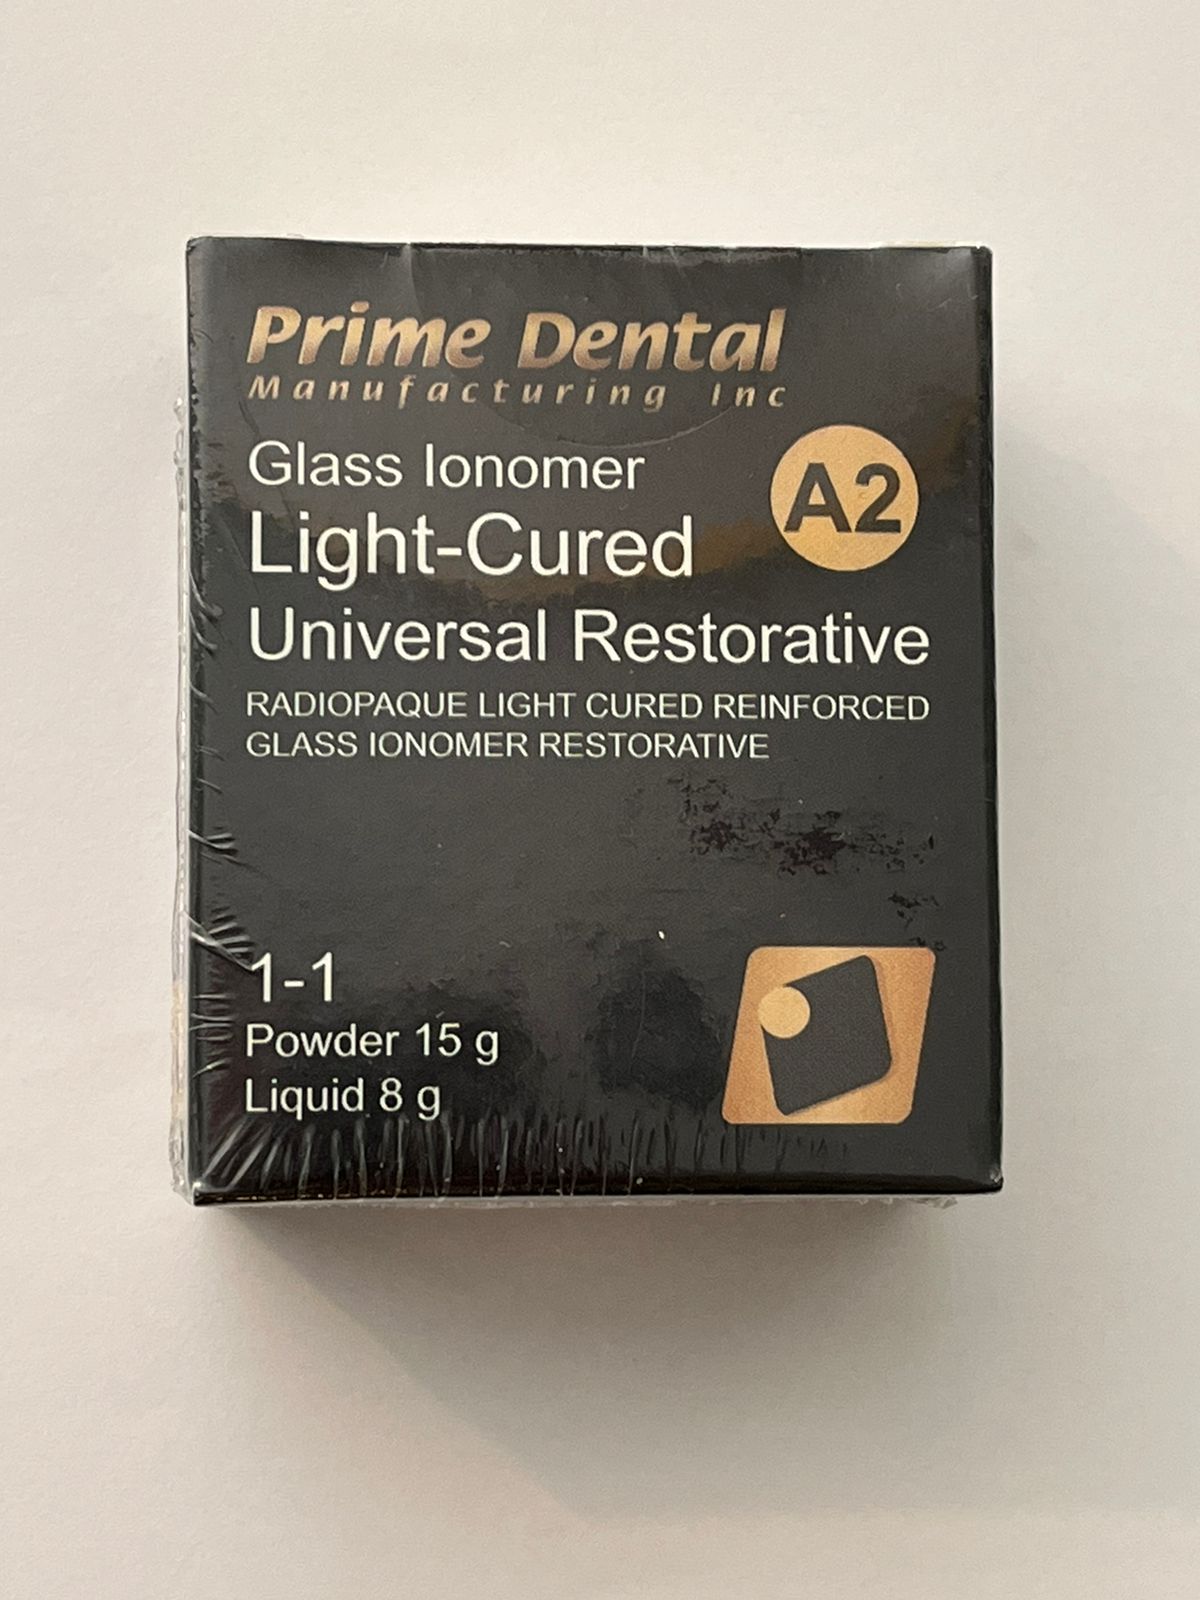 Prime Dental
Manufacturing Inc
Glass Ionomer
A2
Light-Cured
Universal Restorative
RADIOPAQUE LIGHT CURED REINFORCED
GLASS IONOMER RESTORATIVE
1-1
Powder 15 g
Liquid 8 g